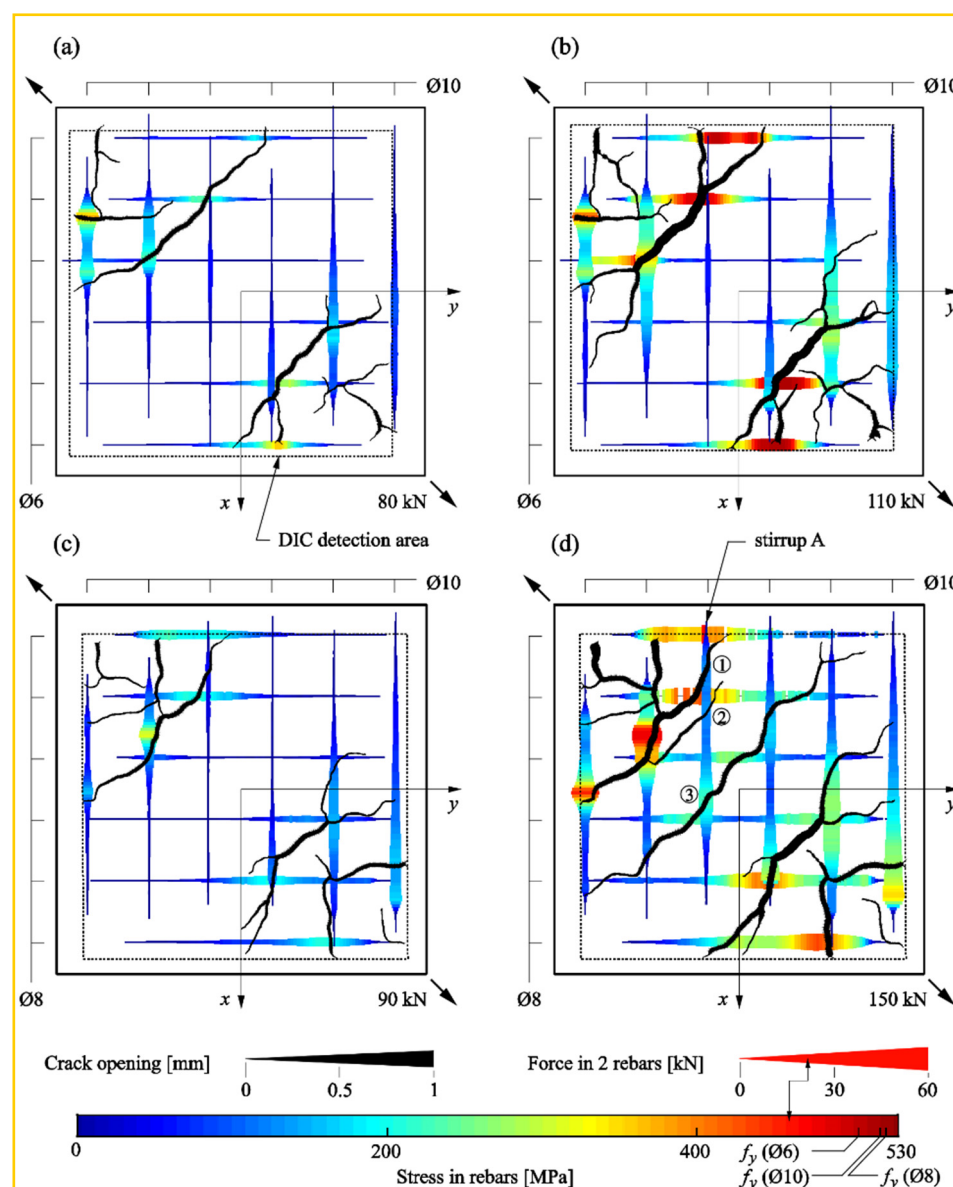 (a)
(b)
Ø10
Ø10
y
y
Ø6
x
80 kN
Ø6
x
110 kN
DIC detection area
stirrup A
(c)
(d)
Ø10
Ø10
1
2
3
y
y
Ø8
x
90 kN
Ø8
x
150 kN
Crack opening [mm]
0 0.5 1
Force in 2 rebars [kN]
0 30 60
0 200 400 530
fy (Ø6)
fy (Ø10)
fy (Ø8)
Stress in rebars [MPa]